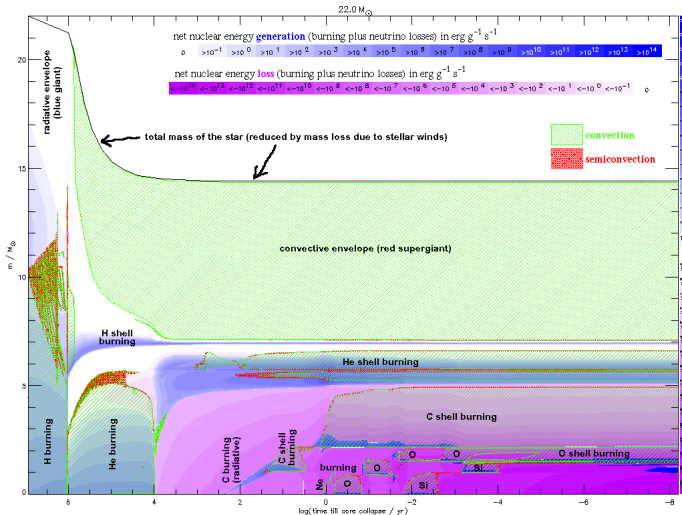 22.0 M☉
net nuclear energy generation (burning plus neutrino losses) in erg g⁻¹ s⁻¹
0 >10⁻¹ >10⁰ >10¹ >10² >10³ >10⁴ >10⁵ >10⁶ >10⁷ >10⁸ >10⁹ >10¹⁰ >10¹¹ >10¹² >10¹³ >10¹⁴
net nuclear energy loss (burning plus neutrino losses) in erg g⁻¹ s⁻¹
<−10¹⁴ <−10¹³ <−10¹² <−10¹¹ <−10¹⁰ <−10⁹ <−10⁸ <−10⁷ <−10⁶ <−10⁵ <−10⁴ <−10³ <−10² <−10¹ <−10⁰ <−10⁻¹ 0
radiative envelope
(blue giant)
total mass of the star (reduced by mass loss due to stellar winds)
convection
semiconvection
convective envelope (red supergiant)
H shell
burning
He shell burning
C shell burning
H burning
He burning
C burning
(radiative)
C shell
burning
Ne
burning
O
O
O
O
O shell burning
Si
Si
m / M☉
20
15
10
5
0
6 4 2 0 −2 −4 −6 −8
log(time till core collapse / yr)